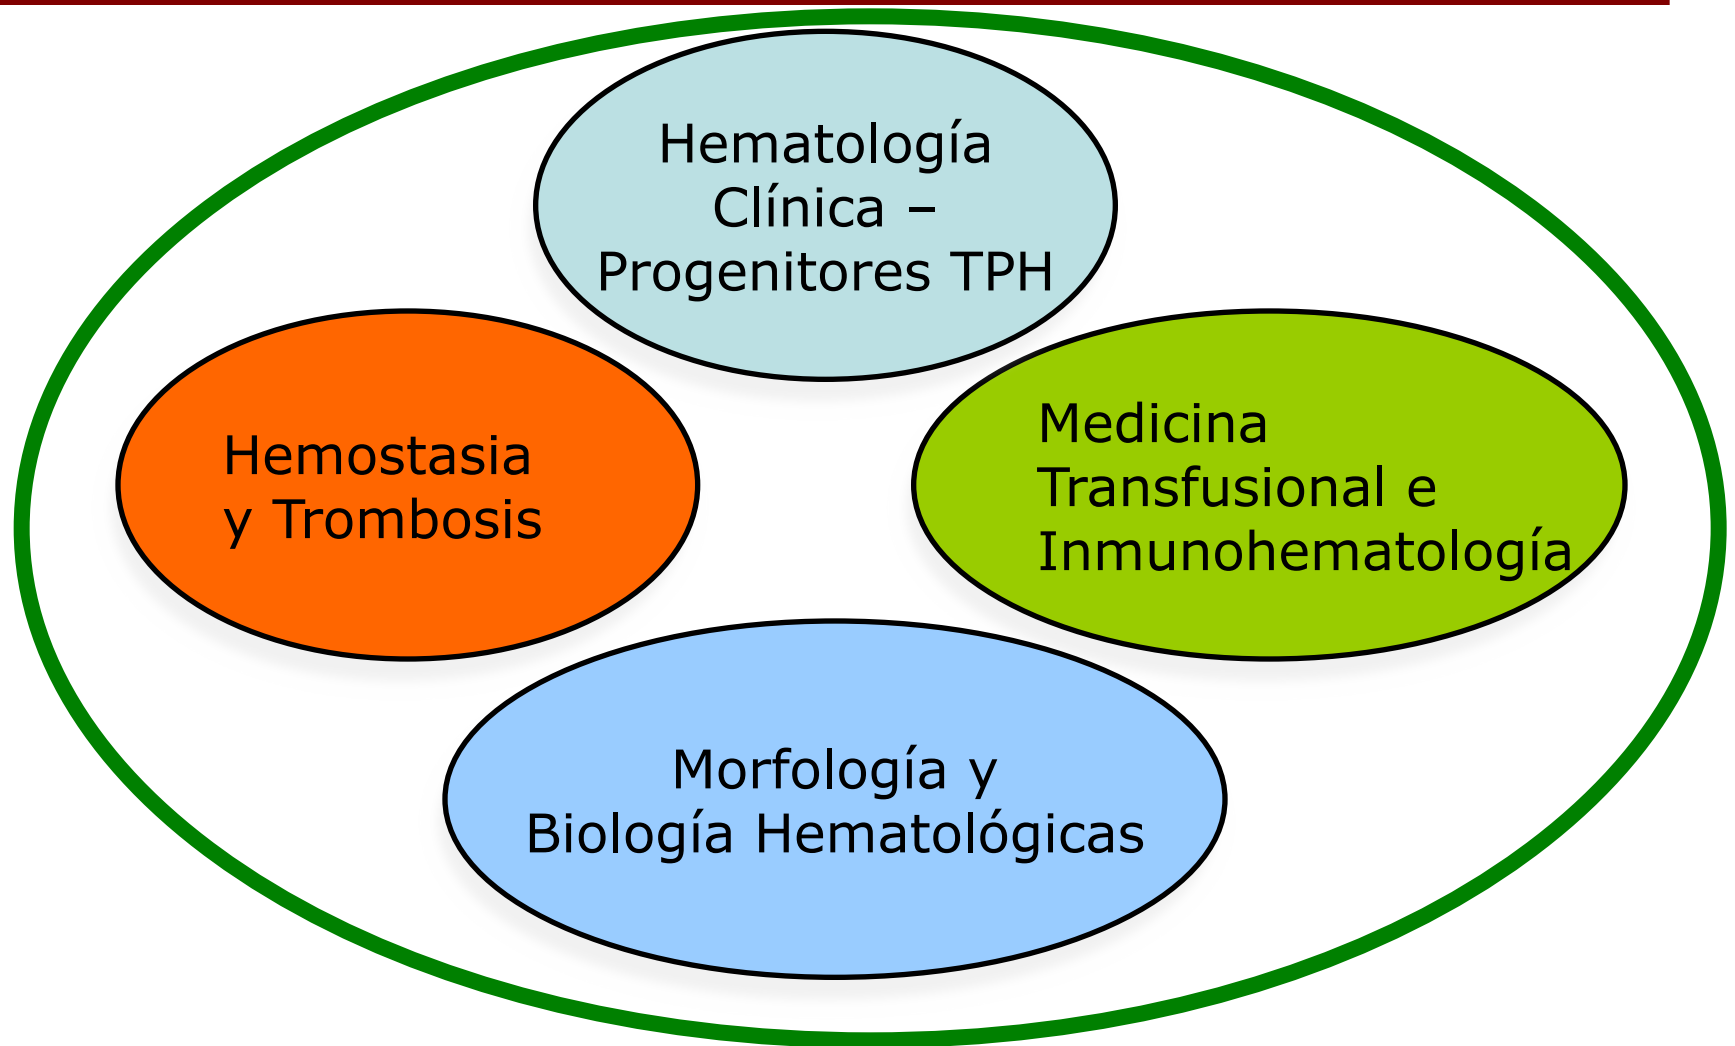 Hematología
Clínica –
Progenitores TPH
Hemostasia
y Trombosis
Medicina
Transfusional e
Inmunohematología
Morfología y
Biología Hematológicas